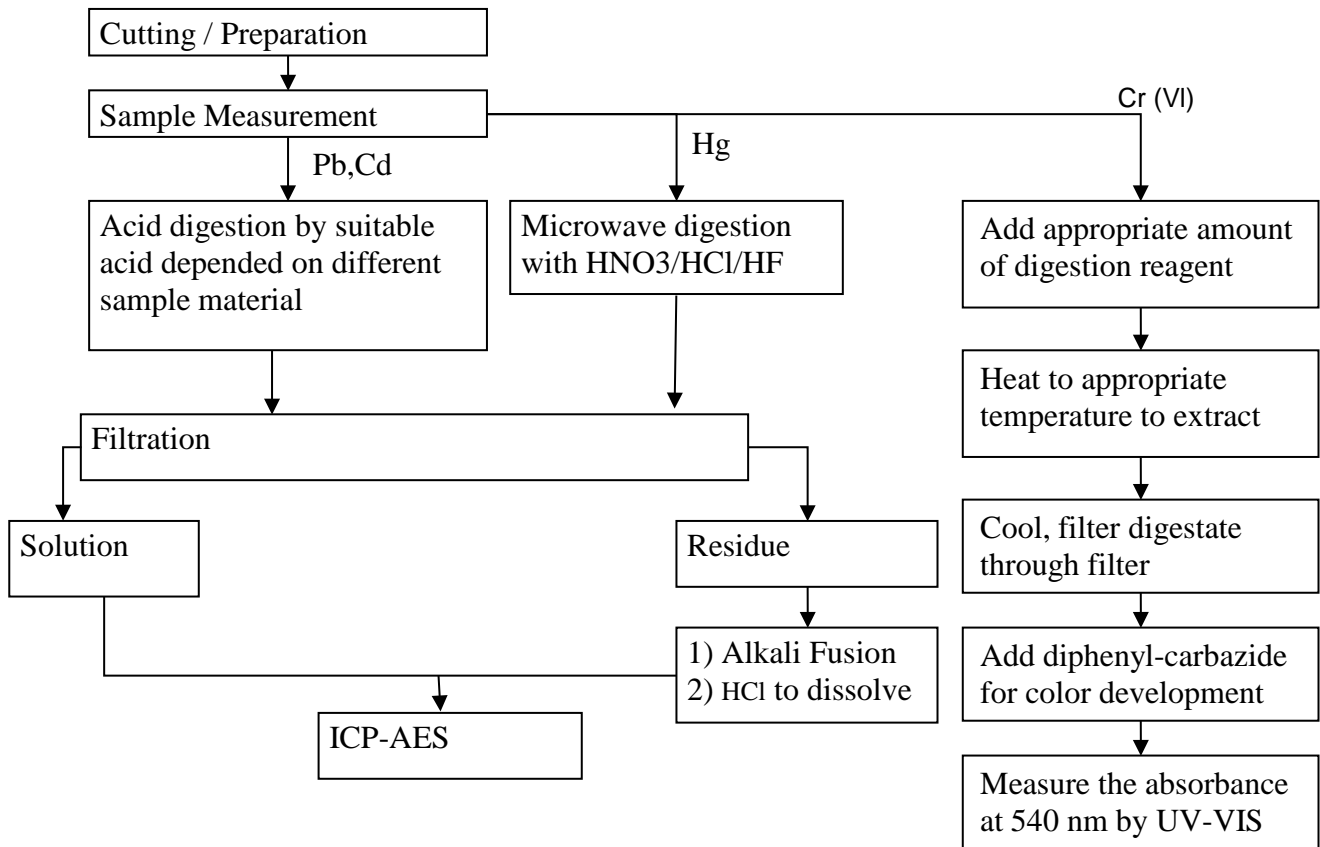 Cutting / Preparation
Sample Measurement
Cr (VI)
Hg
Pb,Cd
Acid digestion by suitable
acid depended on different
sample material
Microwave digestion
with HNO3/HCl/HF
Add appropriate amount
of digestion reagent
Heat to appropriate
temperature to extract
Filtration
Solution
Residue
Cool, filter digestate
through filter
1) Alkali Fusion
2) HCl to dissolve
Add diphenyl-carbazide
for color development
ICP-AES
Measure the absorbance
at 540 nm by UV-VIS